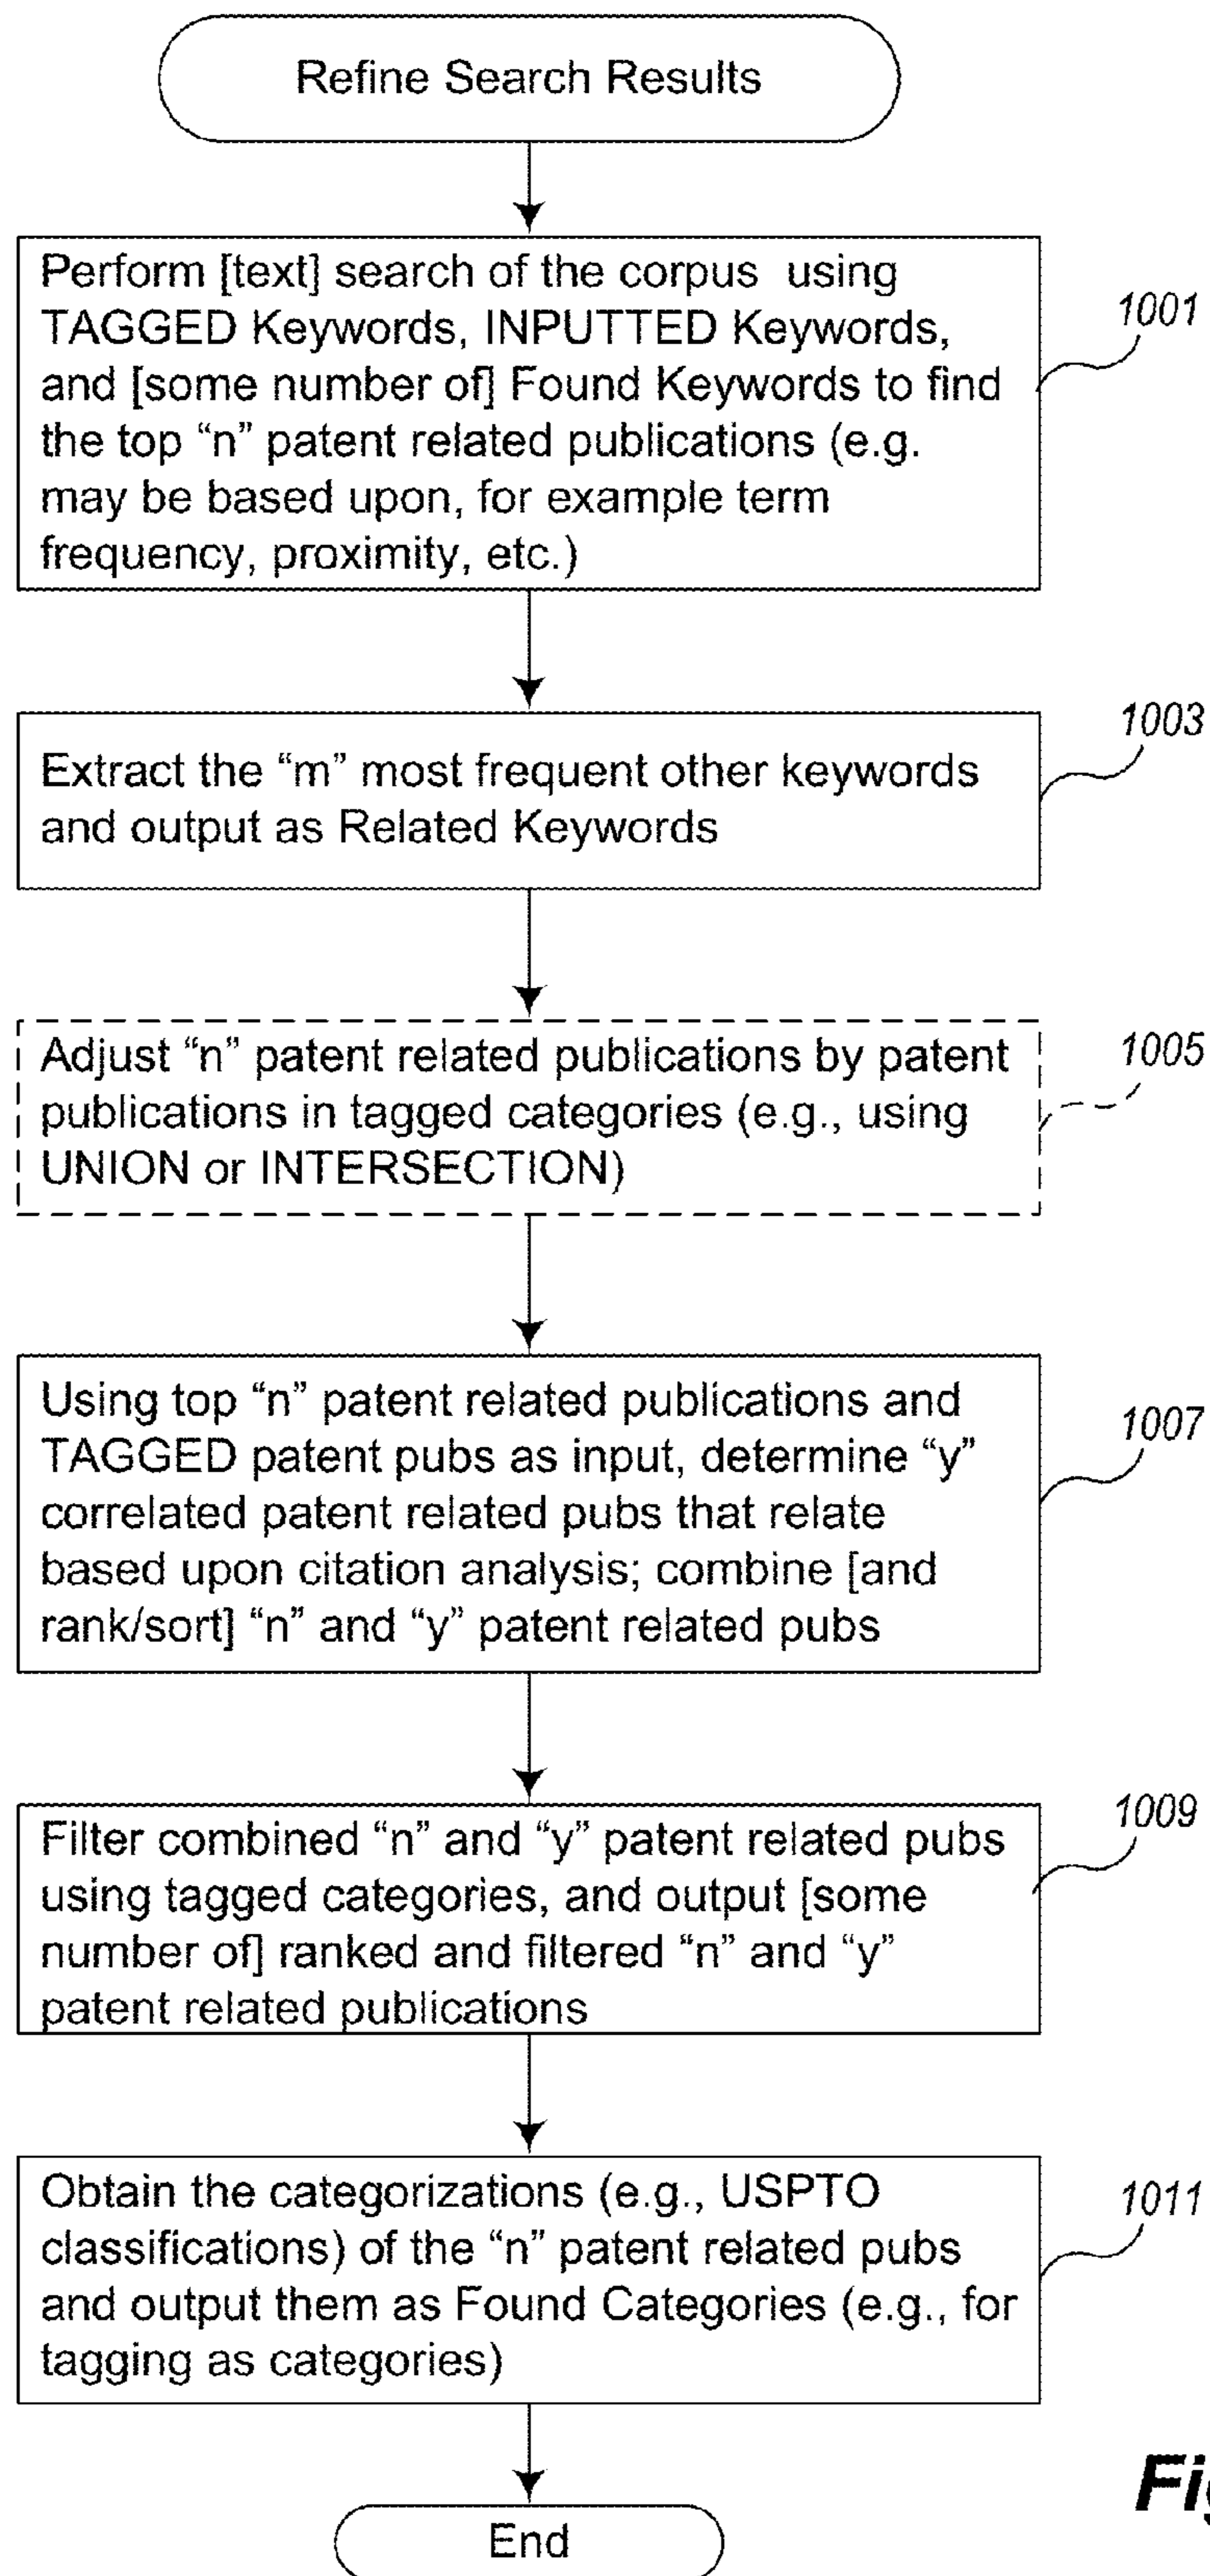 Refine Search Results
Perform [text] search of the corpus using
TAGGED Keywords, INPUTTED Keywords,
and [some number of] Found Keywords to find
the top “n” patent related publications (e.g.
may be based upon, for example term
frequency, proximity, etc.)
1001
Extract the “m” most frequent other keywords
and output as Related Keywords
1003
Adjust “n” patent related publications by patent
publications in tagged categories (e.g., using
UNION or INTERSECTION)
1005
Using top “n” patent related publications and
TAGGED patent pubs as input, determine “y”
correlated patent related pubs that relate
based upon citation analysis; combine [and
rank/sort] “n” and “y” patent related pubs
1007
Filter combined “n” and “y” patent related pubs
using tagged categories, and output [some
number of] ranked and filtered “n” and “y”
patent related publications
1009
Obtain the categorizations (e.g., USPTO
classifications) of the “n” patent related pubs
and output them as Found Categories (e.g., for
tagging as categories)
1011
End